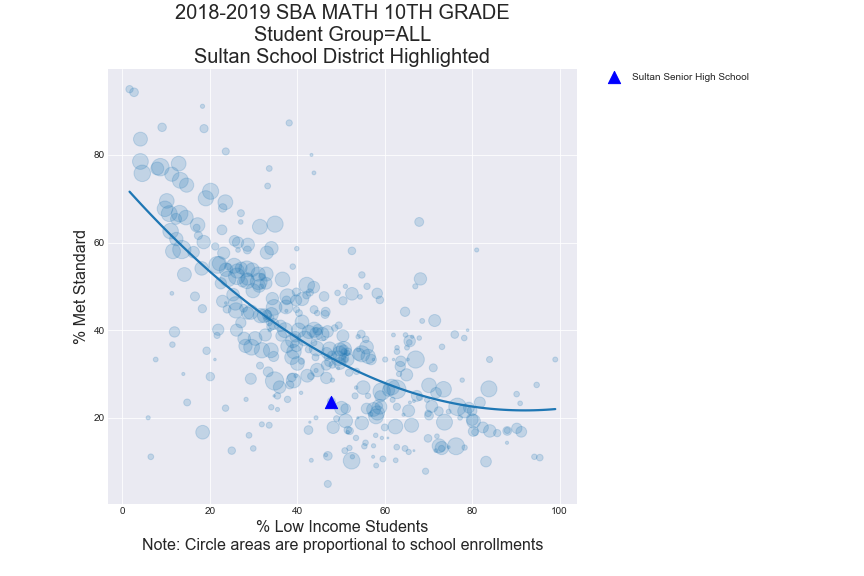 2018-2019 SBA MATH 10TH GRADE
Student Group=ALL
Sultan School District Highlighted
Sultan Senior High School
% Met Standard
80
60
40
20
0 20 40 60 80 100
% Low Income Students
Note: Circle areas are proportional to school enrollments